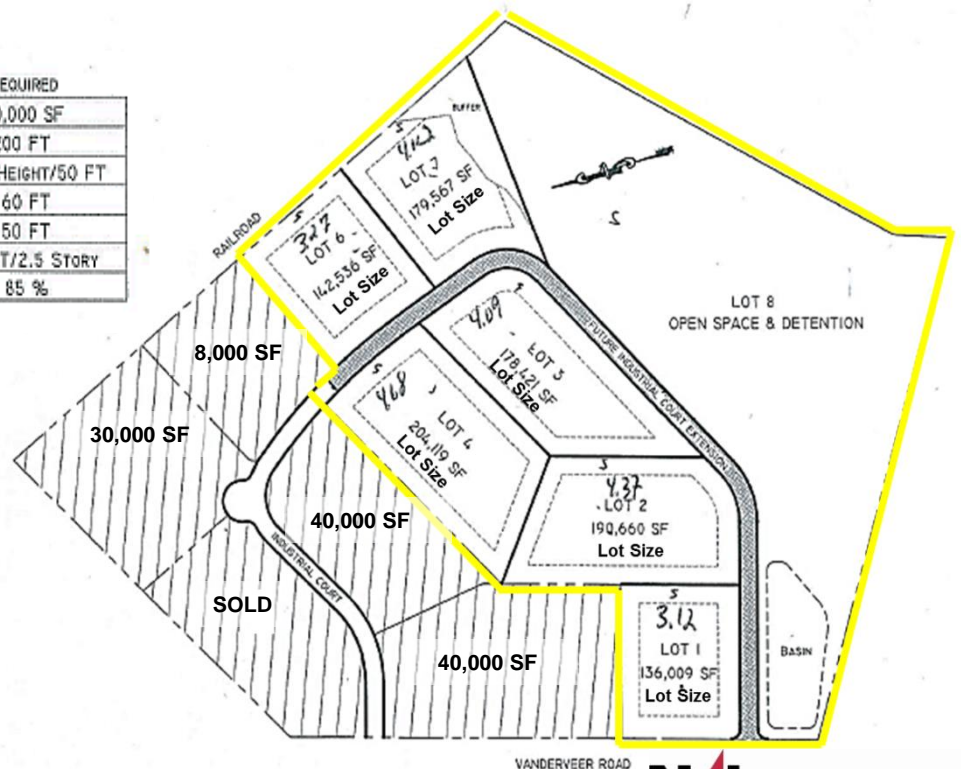 EQUIRED
,000 SF
00 FT
HEIGHT/50 FT
60 FT
50 FT
T/2.5 STORY
85 %
BUFFER
S
4.12
LOT 7
179,567 SF
Lot Size
RAILROAD
S
3.27
LOT 6
142,536 SF
Lot Size
S
LOT 8
OPEN SPACE & DETENTION
S
4.09
LOT 3
178,421 SF
Lot Size
FUTURE INDUSTRIAL COURT EXTENSION
8,000 SF
30,000 SF
S
4.68
LOT 4
204,119 SF
Lot Size
S
4.37
LOT 2
190,660 SF
Lot Size
40,000 SF
INDUSTRIAL COURT
SOLD
40,000 SF
S
3.12
LOT 1
136,009 SF
Lot Size
BASIN
VANDERVEER ROAD